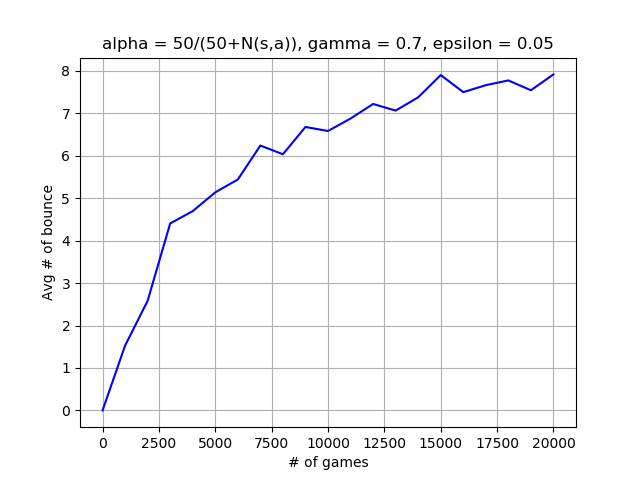 alpha = 50/(50+N(s,a)), gamma = 0.7, epsilon = 0.05
8
7
6
5
4
3
2
1
0
Avg # of bounce
0 2500 5000 7500 10000 12500 15000 17500 20000
# of games